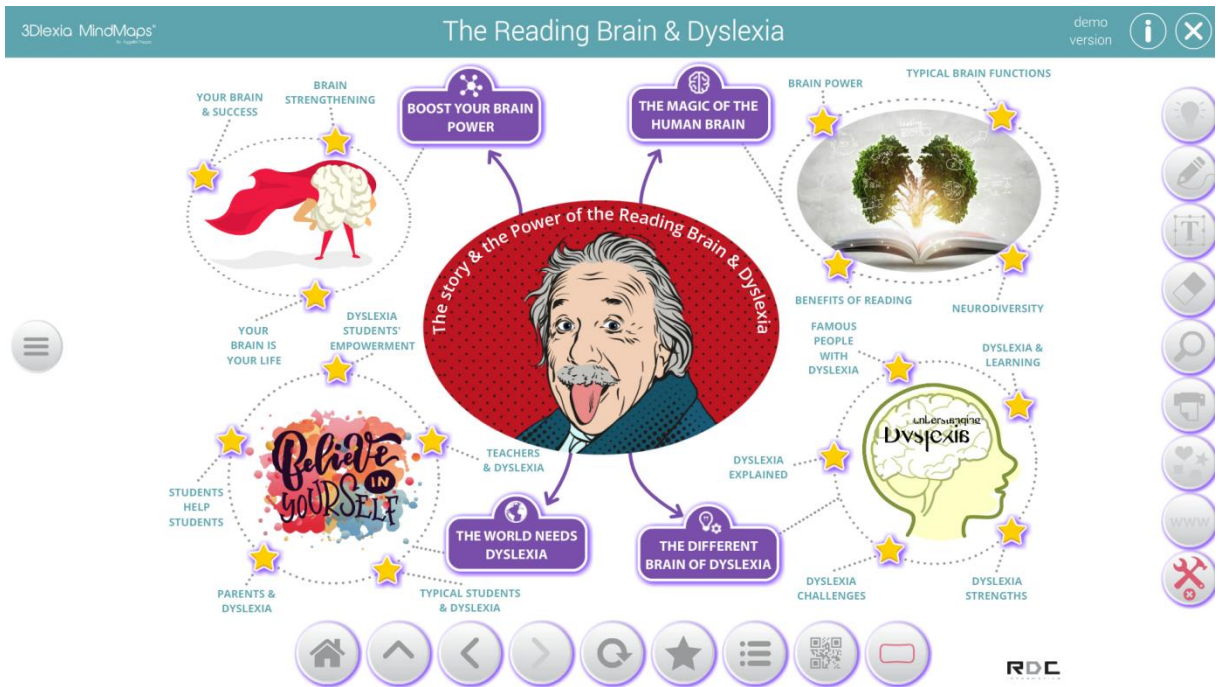 3Dlexia MindMaps®
By Aggeliki Pappa
The Reading Brain & Dyslexia
demo
version
YOUR BRAIN
& SUCCESS
BRAIN
STRENGTHENING
BOOST YOUR BRAIN
POWER
THE MAGIC OF THE
HUMAN BRAIN
BRAIN POWER
TYPICAL BRAIN FUNCTIONS
The story & the Power of the Reading Brain & Dyslexia
BENEFITS OF READING
NEURODIVERSITY
YOUR
BRAIN IS
YOUR LIFE
DYSLEXIA
STUDENTS'
EMPOWERMENT
FAMOUS
PEOPLE
WITH
DYSLEXIA
DYSLEXIA &
LEARNING
Believe
IN
YOURSELF
TEACHERS
& DYSLEXIA
DYSLEXIA
EXPLAINED
understanding
Dyslexia
STUDENTS
HELP
STUDENTS
THE WORLD NEEDS
DYSLEXIA
THE DIFFERENT
BRAIN OF DYSLEXIA
PARENTS &
DYSLEXIA
TYPICAL STUDENTS
& DYSLEXIA
DYSLEXIA
CHALLENGES
DYSLEXIA
STRENGTHS
T
www
RDC